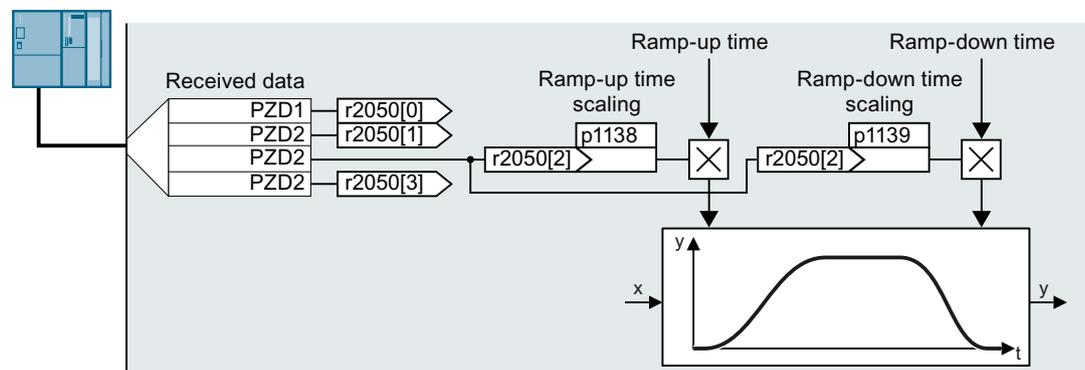 Ramp-up time
Ramp-down time
Received data
Ramp-up time
scaling
Ramp-down time
scaling
PZD1
r2050[0]
PZD2
r2050[1]
p1138
p1139
PZD2
r2050[2]
r2050[2]
PZD2
r2050[3]
y
x
y
t